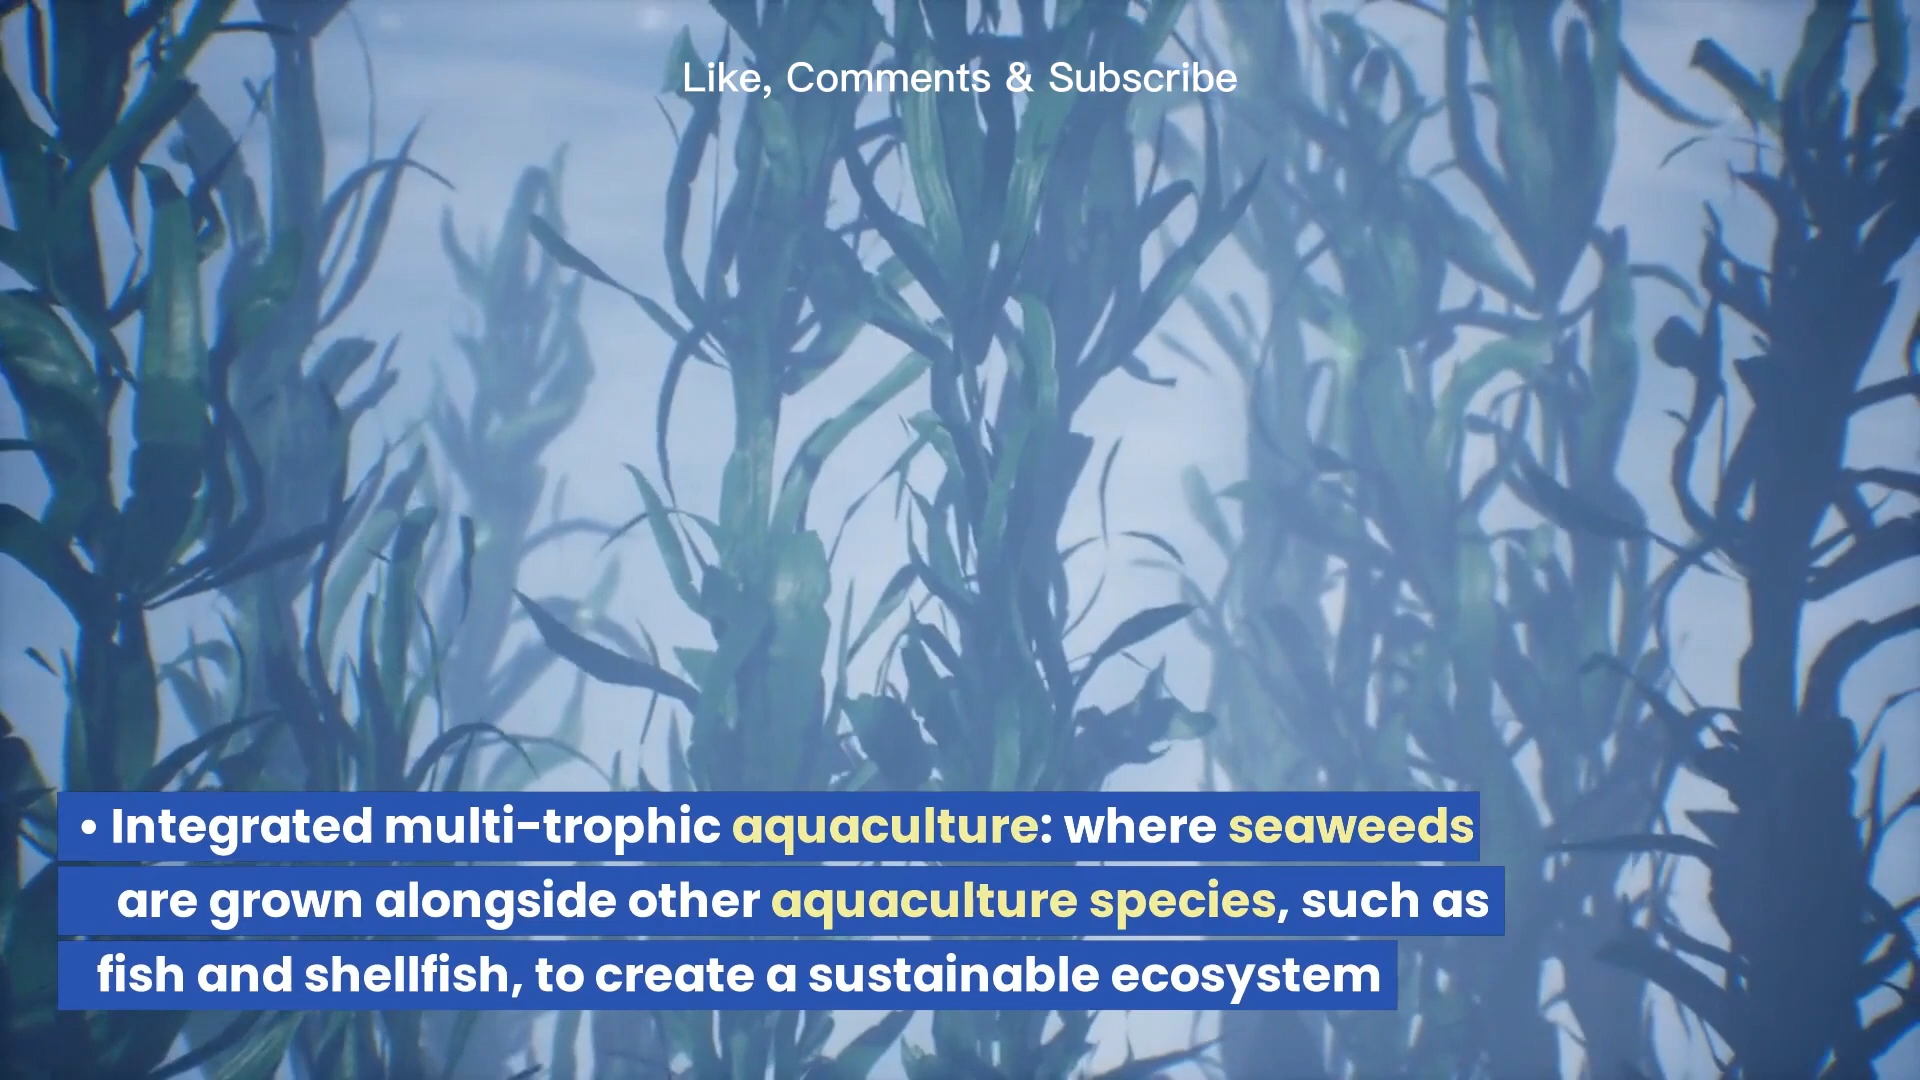 Like, Comments & Subscribe
• Integrated multi-trophic aquaculture: where seaweeds
are grown alongside other aquaculture species, such as
fish and shellfish, to create a sustainable ecosystem